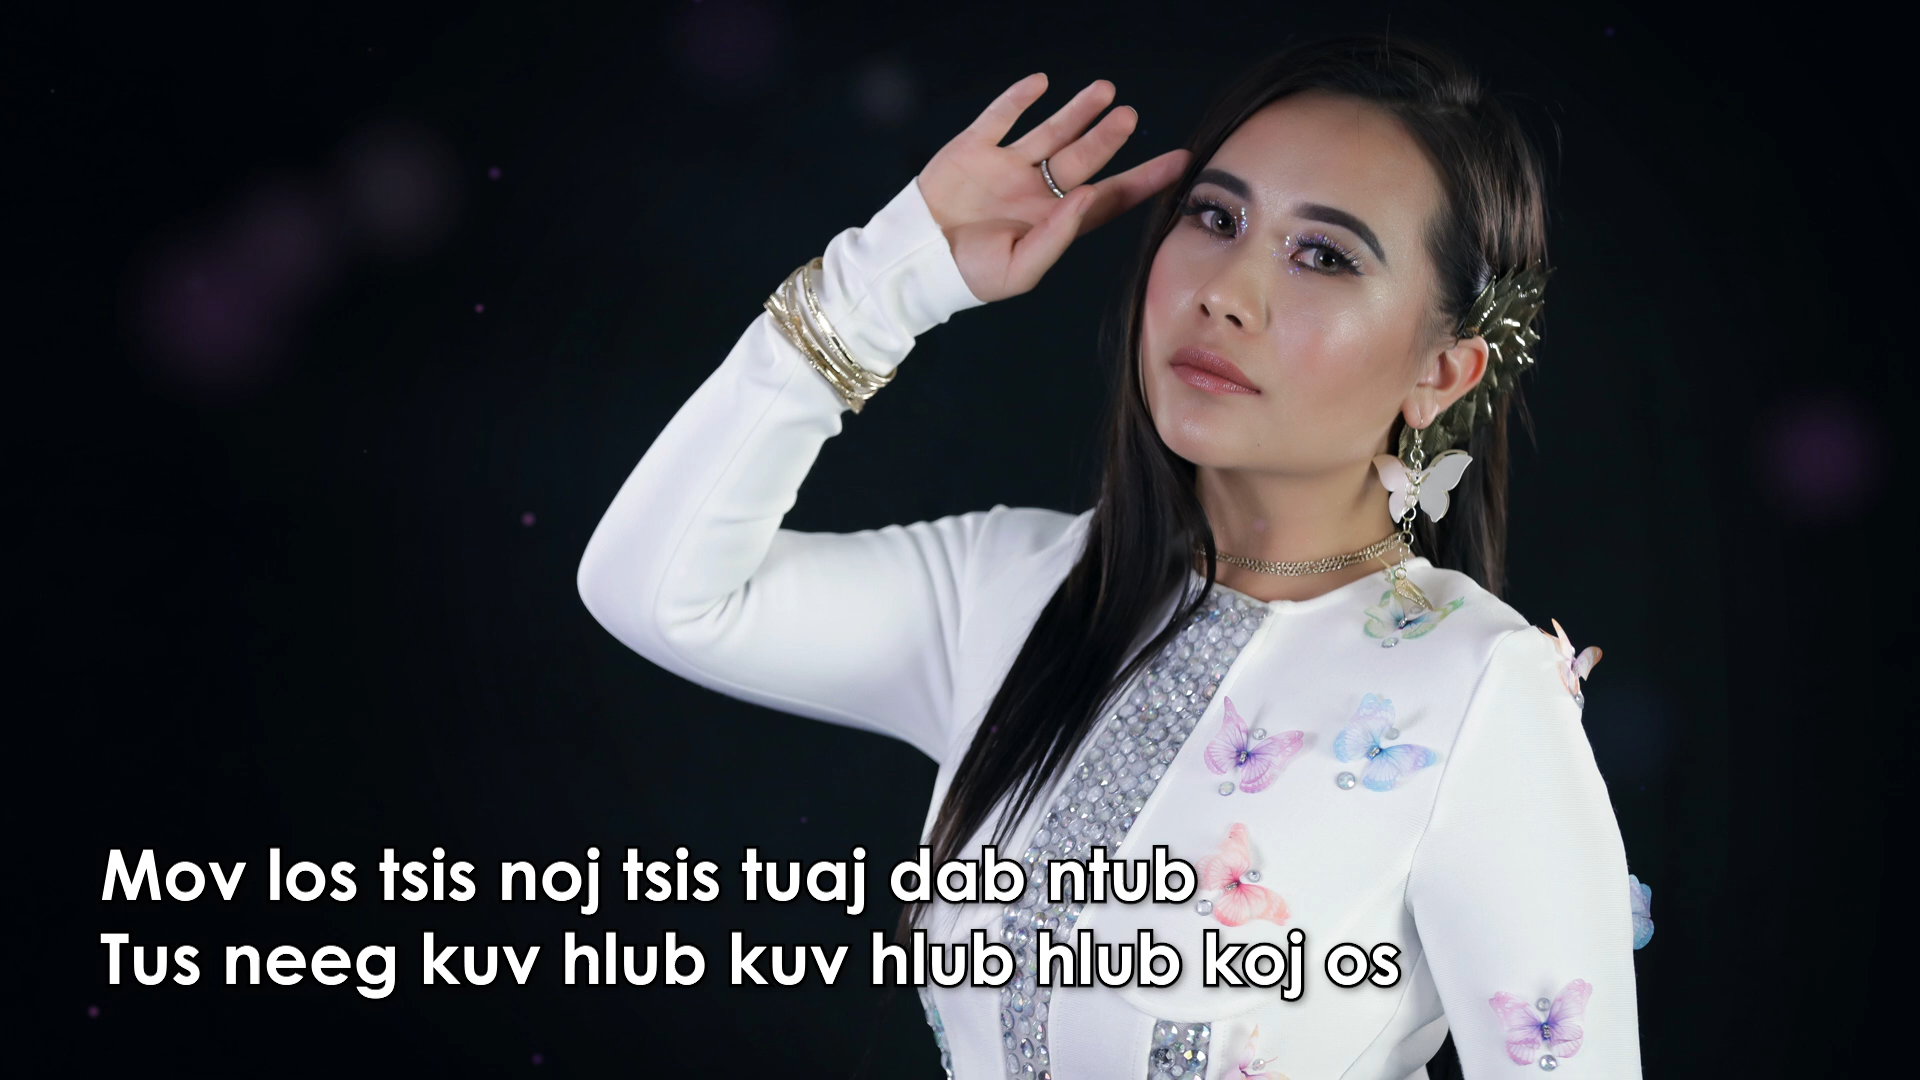 Mov los tsis noj tsis tuaj dab ntub
Tus neeg kuv hlub kuv hlub hlub koj os